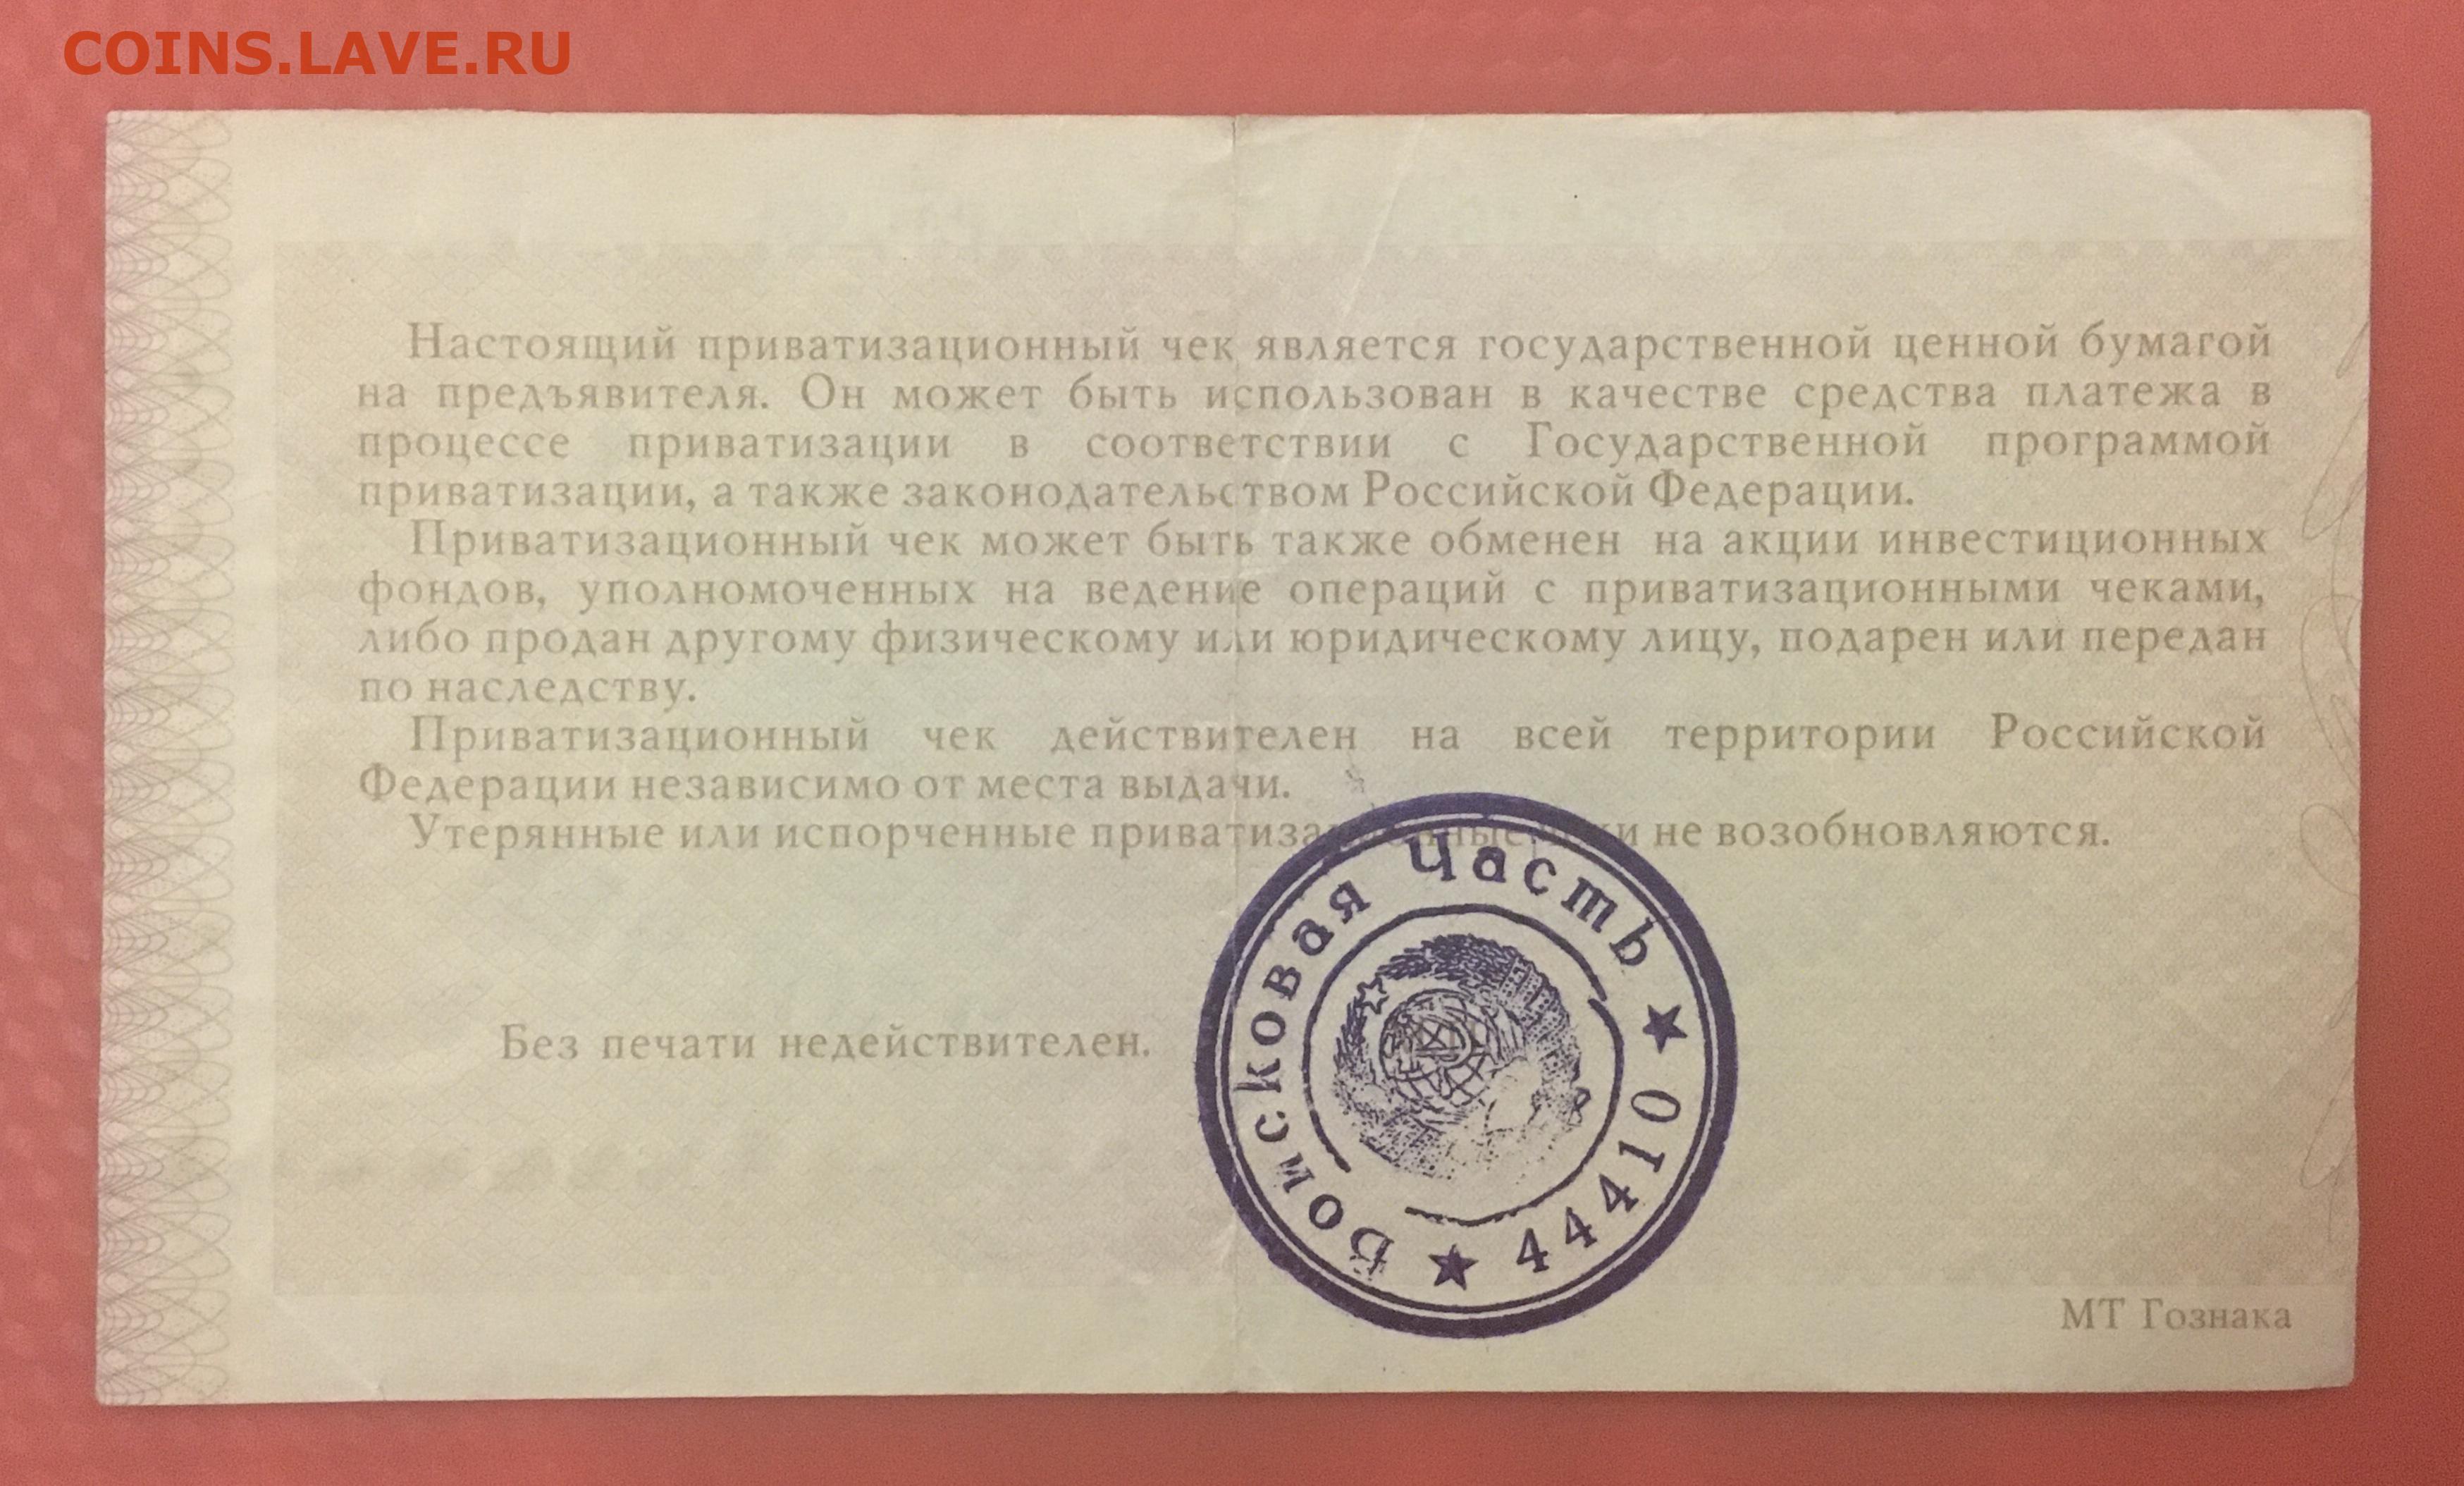 COINS.LAVE.RU
Настоящий приватизационный чек является государственной ценной бумагой
на предъявителя. Он может быть использован в качестве средства платежа в
процессе приватизации в соответствии с Государственной программой
приватизации, а также законодательством Российской Федерации.
Приватизационный чек может быть также обменен на акции инвестиционных
фондов, уполномоченных на ведение операций с приватизационными чеками,
либо продан другому физическому или юридическому лицу, подарен или передан
по наследству.
Приватизационный чек действителен на всей территории Российской
Федерации независимо от места выдачи.
Утерянные или испорченные приватизационные чеки не возобновляются.
Без печати недействителен.
Войсковая Часть
★ 44410 ★
МТ Гознака